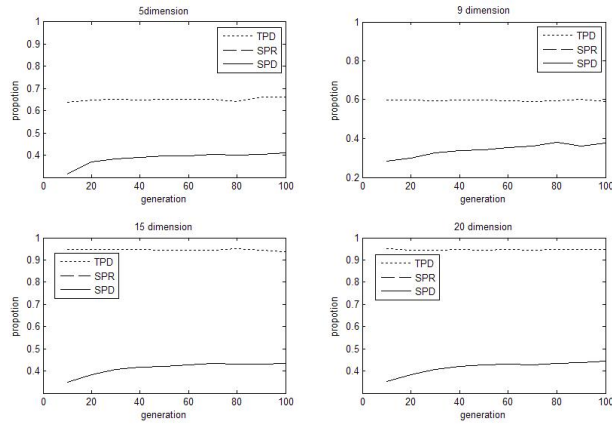 5dimension
1
0.9
0.8
0.7
0.6
0.5
0.4
propotion
0 20 40 60 80 100
generation
TPD
SPR
SPD
9 dimension
1
0.8
0.6
0.4
0.2
propotion
0 20 40 60 80 100
generation
TPD
SPR
SPD
15 dimension
1
0.9
0.8
0.7
0.6
0.5
0.4
propotion
0 20 40 60 80 100
generation
TPD
SPR
SPD
20 dimension
1
0.9
0.8
0.7
0.6
0.5
0.4
propotion
0 20 40 60 80 100
generation
TPD
SPR
SPD